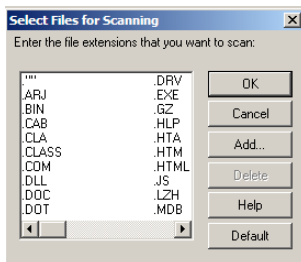 Select Files for Scanning
Enter the file extensions that you want to scan:
.""
.ARJ
.BIN
.CAB
.CLA
.CLASS
.COM
.DLL
.DOC
.DOT
.DRV
.EXE
.GZ
.HLP
.HTA
.HTM
.HTML
.JS
.LZH
.MDB
OK
Cancel
Add...
Delete
Help
Default